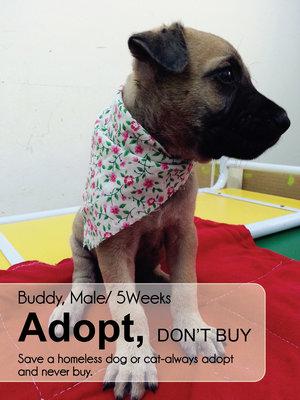 Buddy, Male/ 5Weeks
Adopt, DON'T BUY
Save a homeless dog or cat-always adopt
and never buy.